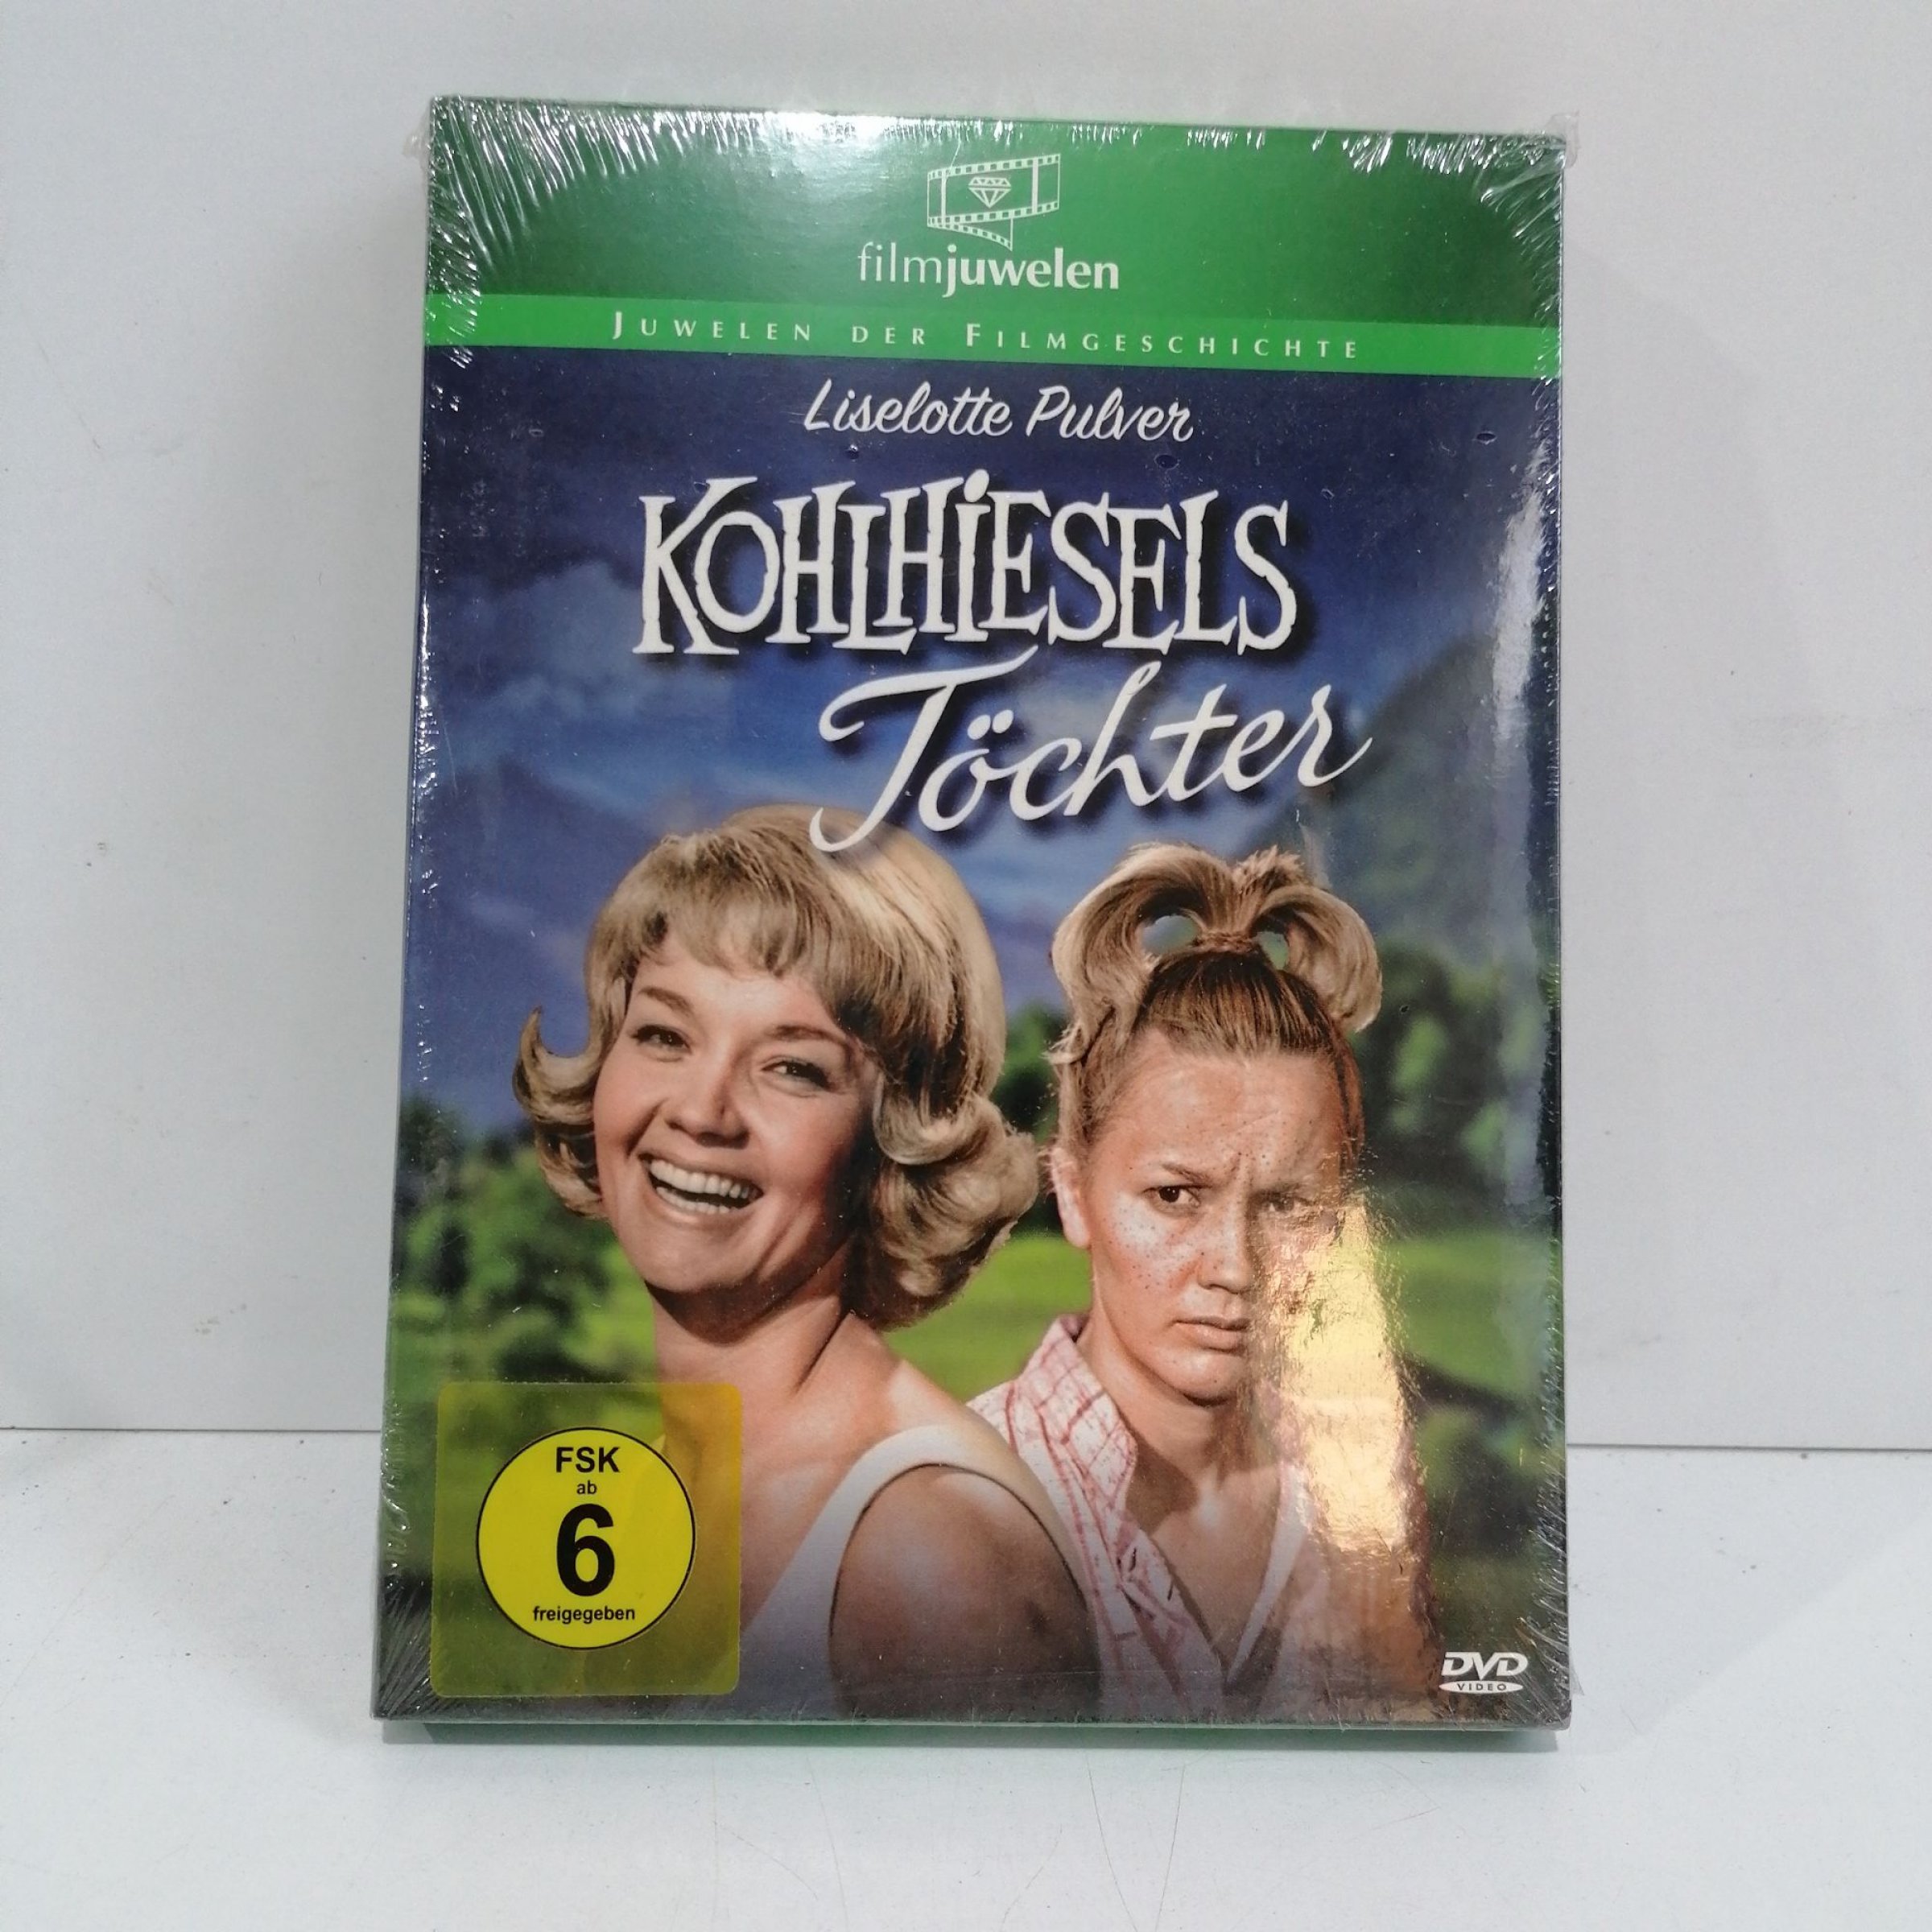 filmjuwelen
JUWELEN DER FILMGESCHICHTE
Liselotte Pulver
KOHLHiESELS
Töchter
FSK
ab
6
freigegeben
DVD
VIDEO